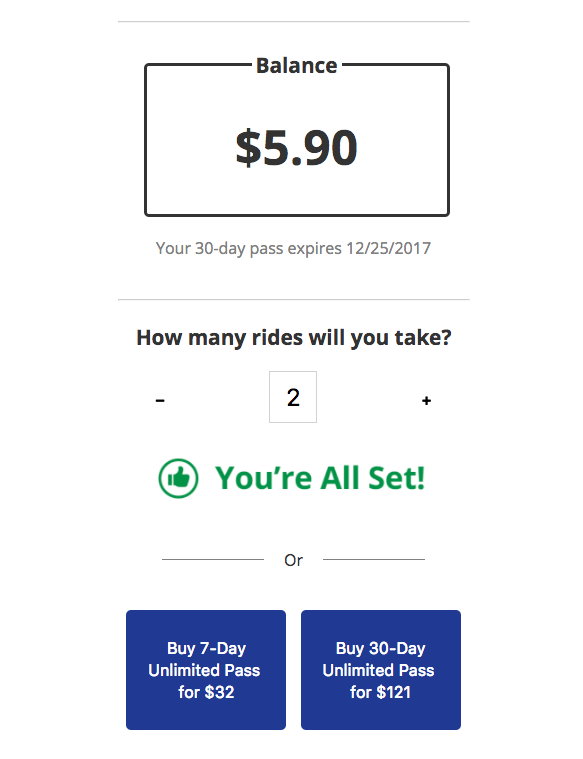 Balance
$5.90
Your 30-day pass expires 12/25/2017
How many rides will you take?
- 2 +
You’re All Set!
Or
Buy 7-Day
Unlimited Pass
for $32
Buy 30-Day
Unlimited Pass
for $121